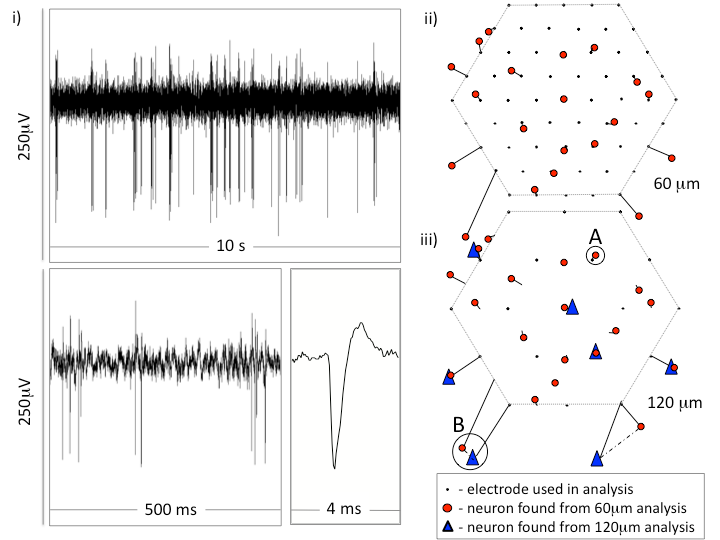 i)
250µV
10 s
250µV
500 ms
4 ms
ii)
60 µm
iii)
A
B
120 µm
· - electrode used in analysis
- neuron found from 60µm analysis
- neuron found from 120µm analysis